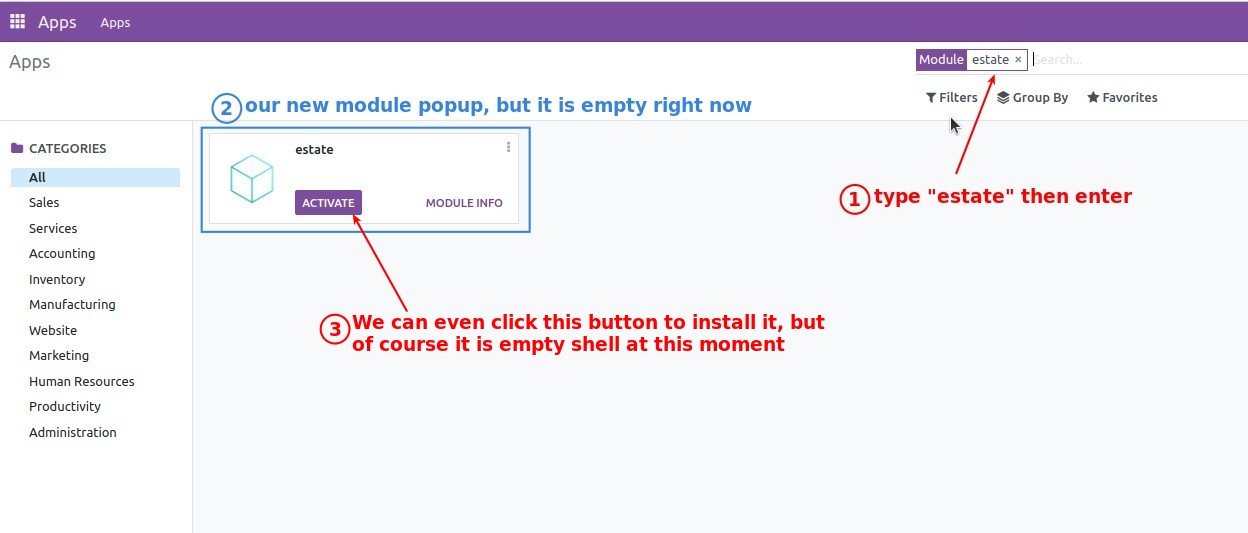 Apps Apps
Apps
Module estate × Search...
Filters Group By Favorites
2 our new module popup, but it is empty right now
CATEGORIES
All
Sales
Services
Accounting
Inventory
Manufacturing
Website
Marketing
Human Resources
Productivity
Administration
estate
ACTIVATE MODULE INFO
1 type "estate" then enter
3 We can even click this button to install it, but
of course it is empty shell at this moment